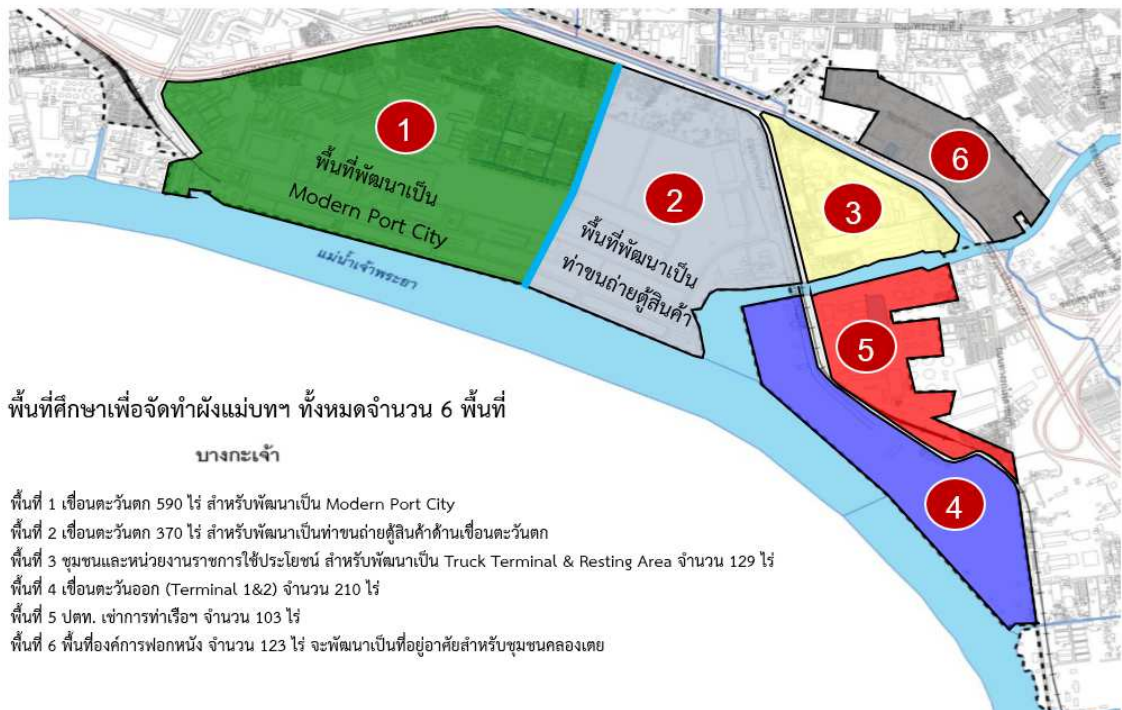 1
พื้นที่พัฒนาเป็น
Modern Port City
2
พื้นที่พัฒนาเป็น
ท่าขนถ่ายตู้สินค้า
3
6
5
4
แม่น้ำเจ้าพระยา
พื้นที่ศึกษาเพื่อจัดทำผังแม่บทฯ ทั้งหมดจำนวน 6 พื้นที่
บางกะเจ้า
พื้นที่ 1 เขื่อนตะวันตก 590 ไร่ สำหรับพัฒนาเป็น Modern Port City
พื้นที่ 2 เขื่อนตะวันตก 370 ไร่ สำหรับพัฒนาเป็นท่าขนถ่ายตู้สินค้าด้านเขื่อนตะวันตก
พื้นที่ 3 ชุมชนและหน่วยงานราชการใช้ประโยชน์ สำหรับพัฒนาเป็น Truck Terminal & Resting Area จำนวน 129 ไร่
พื้นที่ 4 เขื่อนตะวันออก (Terminal 1&2) จำนวน 210 ไร่
พื้นที่ 5 ปตท. เช่าการท่าเรือฯ จำนวน 103 ไร่
พื้นที่ 6 พื้นที่องค์การฟอกหนัง จำนวน 123 ไร่ จะพัฒนาเป็นที่อยู่อาศัยสำหรับชุมชนคลองเตย